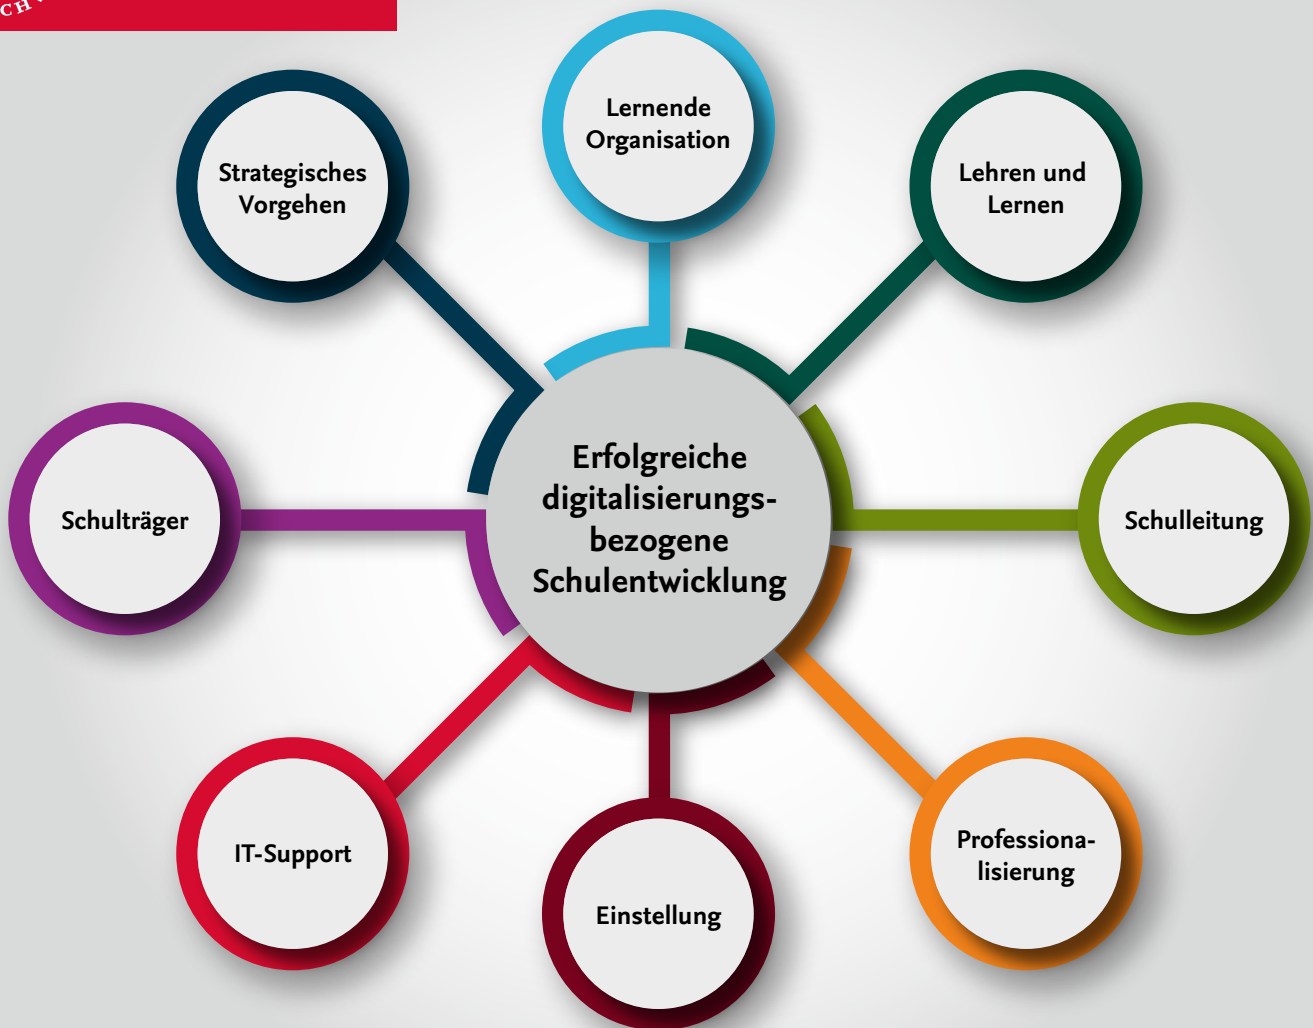 Lernende
Organisation
Strategisches
Vorgehen
Lehren und
Lernen
Erfolgreiche
digitalisierungs-
bezogene
Schulentwicklung
Schulträger
Schulleitung
IT-Support
Professiona-
lisierung
Einstellung